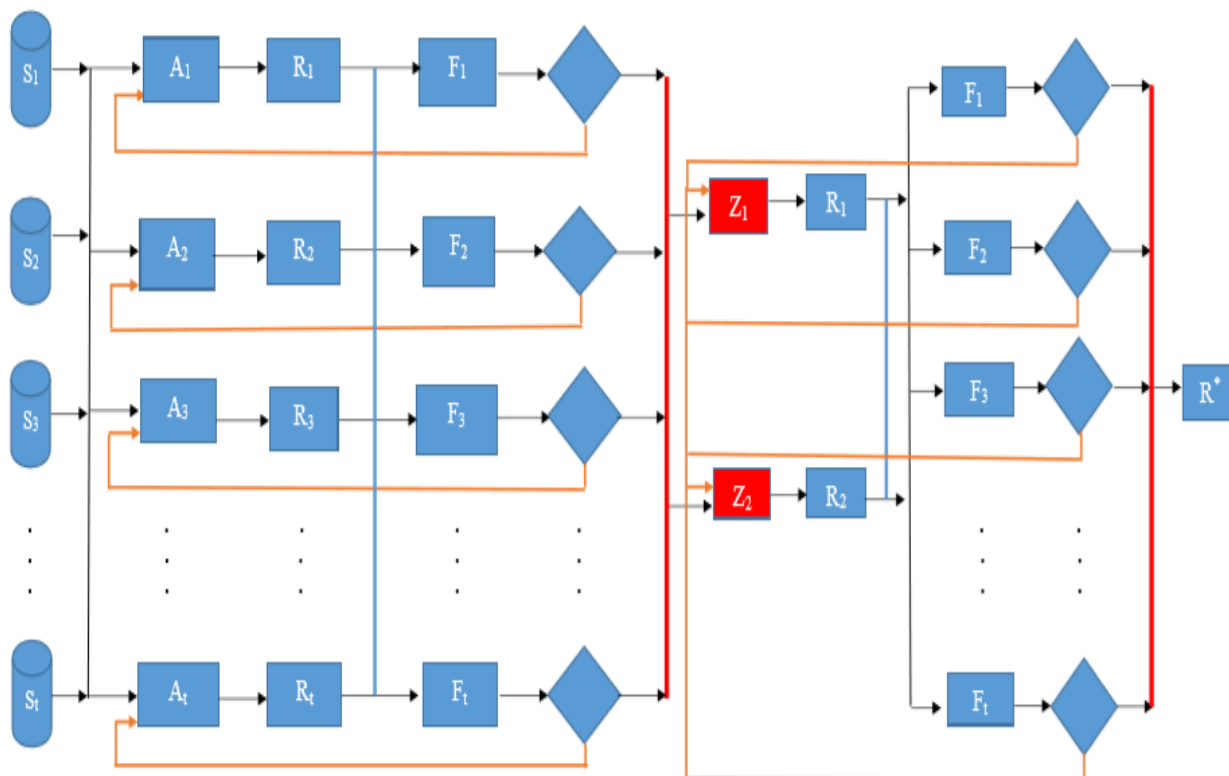 S₁ A₁ R₁ F₁ F₁
Z₁ R₁
S₂ A₂ R₂ F₂ F₂
S₃ A₃ R₃ F₃ F₃ R*
Z₂ R₂
Sₜ Aₜ Rₜ Fₜ Fₜ